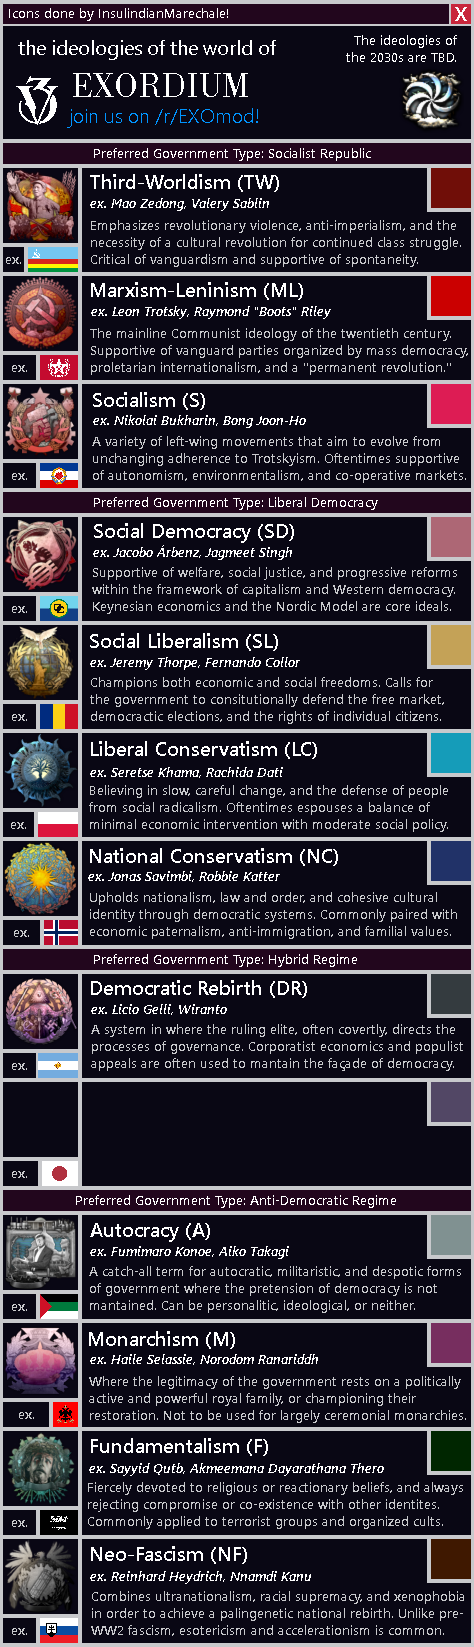 Icons done by InsulindianMarechale!
X
the ideologies of the world of
EXORDIUM
join us on /r/EXOmod!
The ideologies of
the 2030s are TBD.
Preferred Government Type: Socialist Republic
Third-Worldism (TW)
ex. Mao Zedong, Valery Sablin
Emphasizes revolutionary violence, anti-imperialism, and the
necessity of a cultural revolution for continued class struggle.
Critical of vanguardism and supportive of spontaneity.
ex.
Marxism-Leninism (ML)
ex. Leon Trotsky, Raymond "Boots" Riley
The mainline Communist ideology of the twentieth century.
Supportive of vanguard parties organized by mass democracy,
proletarian internationalism, and a "permanent revolution."
ex.
Socialism (S)
ex. Nikolai Bukharin, Bong Joon-Ho
A variety of left-wing movements that aim to evolve from
unchanging adherence to Trotskyism. Oftentimes supportive
of autonomism, environmentalism, and co-operative markets.
ex.
Preferred Government Type: Liberal Democracy
Social Democracy (SD)
ex. Jacobo Árbenz, Jagmeet Singh
Supportive of welfare, social justice, and progressive reforms
within the framework of capitalism and Western democracy.
Keynesian economics and the Nordic Model are core ideals.
ex.
Social Liberalism (SL)
ex. Jeremy Thorpe, Fernando Collor
Champions both economic and social freedoms. Calls for
the government to consitutionally defend the free market,
democractic elections, and the rights of individual citizens.
ex.
Liberal Conservatism (LC)
ex. Seretse Khama, Rachida Dati
Believing in slow, careful change, and the defense of people
from social radicalism. Oftentimes espouses a balance of
minimal economic intervention with moderate social policy.
ex.
National Conservatism (NC)
ex. Jonas Savimbi, Robbie Katter
Upholds nationalism, law and order, and cohesive cultural
identity through democratic systems. Commonly paired with
economic paternalism, anti-immigration, and familial values.
ex.
Preferred Government Type: Hybrid Regime
Democratic Rebirth (DR)
ex. Licio Gelli, Wiranto
A system in where the ruling elite, often covertly, directs the
processes of governance. Corporatist economics and populist
appeals are often used to mantain the façade of democracy.
ex.
ex.
Preferred Government Type: Anti-Democratic Regime
Autocracy (A)
ex. Fumimaro Konoe, Aiko Takagi
A catch-all term for autocratic, militaristic, and despotic forms
of government where the pretension of democracy is not
mantained. Can be personalitic, ideological, or neither.
ex.
Monarchism (M)
ex. Haile Selassie, Norodom Ranariddh
Where the legitimacy of the government rests on a politically
active and powerful royal family, or championing their
restoration. Not to be used for largely ceremonial monarchies.
ex.
Fundamentalism (F)
ex. Sayyid Qutb, Akmeemana Dayarathana Thero
Fiercely devoted to religious or reactionary beliefs, and always
rejecting compromise or co-existence with other identites.
Commonly applied to terrorist groups and organized cults.
ex.
Neo-Fascism (NF)
ex. Reinhard Heydrich, Nnamdi Kanu
Combines ultranationalism, racial supremacy, and xenophobia
in order to achieve a palingenetic national rebirth. Unlike pre-
WW2 fascism, esotericism and accelerationism is common.
ex.